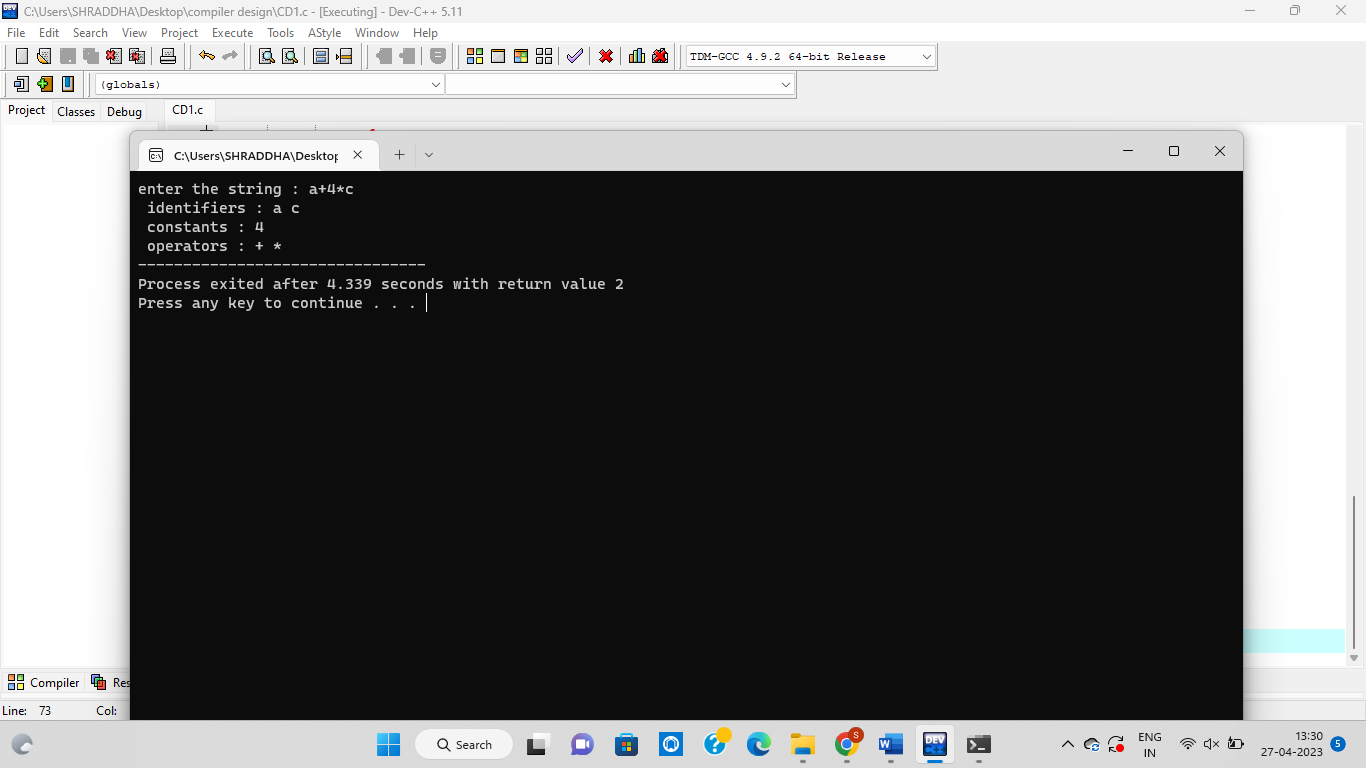 C:\Users\SHRADDHA\Desktop\compiler design\CD1.c - [Executing] - Dev-C++ 5.11
File Edit Search View Project Execute Tools AStyle Window Help
TDM-GCC 4.9.2 64-bit Release
(globals)
Project Classes Debug CD1.c
C:\Users\SHRADDHA\Desktop
enter the string : a+4*c
identifiers : a c
constants : 4
operators : + *
--------------------------------
Process exited after 4.339 seconds with return value 2
Press any key to continue . . .
Compiler Res
Line: 73 Col:
Search
DEV
S
ENG
IN
13:30
27-04-2023
5